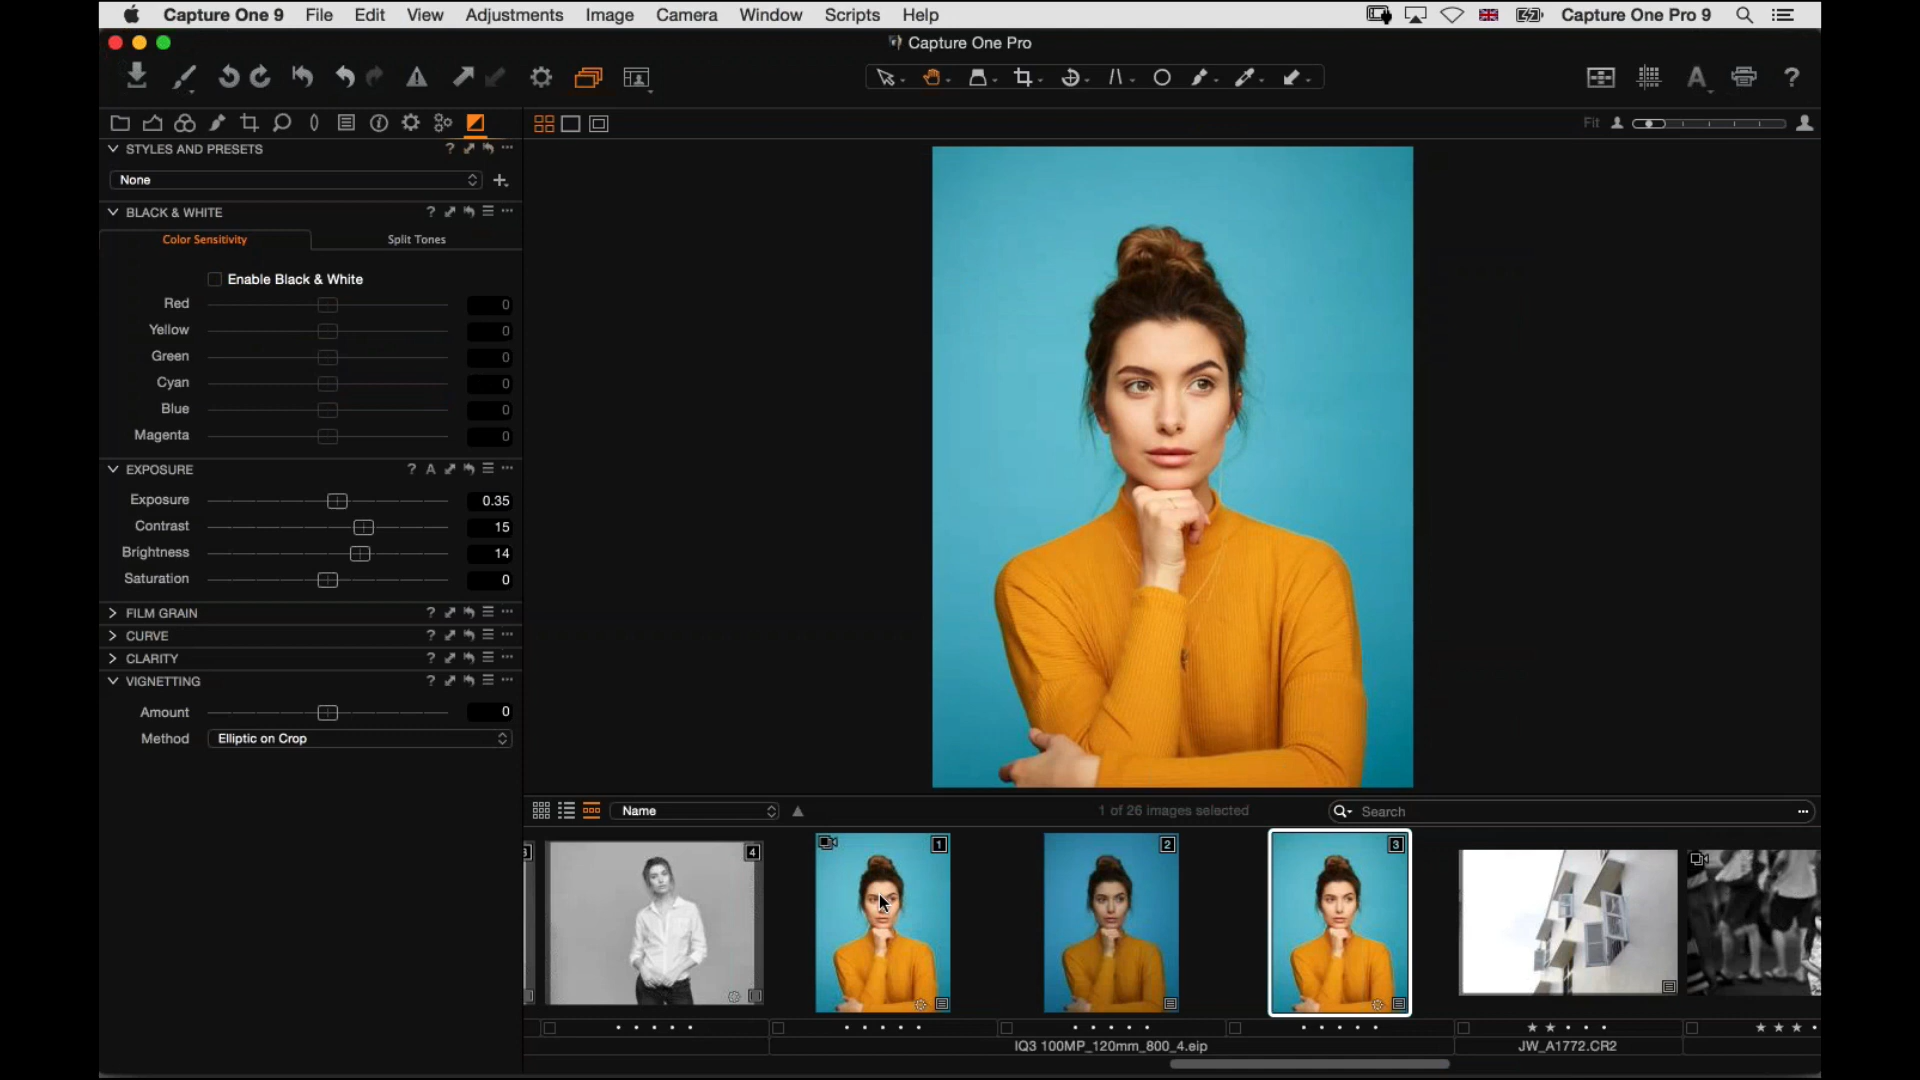 Capture One 9 File Edit View Adjustments Image Camera Window Scripts Help Capture One Pro 9
Capture One Pro
A ?
Fit
STYLES AND PRESETS ?
None
BLACK & WHITE ?
Color Sensitivity Split Tones
Enable Black & White
Red 0
Yellow 0
Green 0
Cyan 0
Blue 0
Magenta 0
EXPOSURE ? A
Exposure 0.35
Contrast 15
Brightness 14
Saturation 0
FILM GRAIN ?
CURVE ?
CLARITY ?
VIGNETTING ?
Amount 0
Method Elliptic on Crop
Name 1 of 26 images selected Search
4 1 2 3
IQ3 100MP_120mm_800_4.eip JW_A1772.CR2